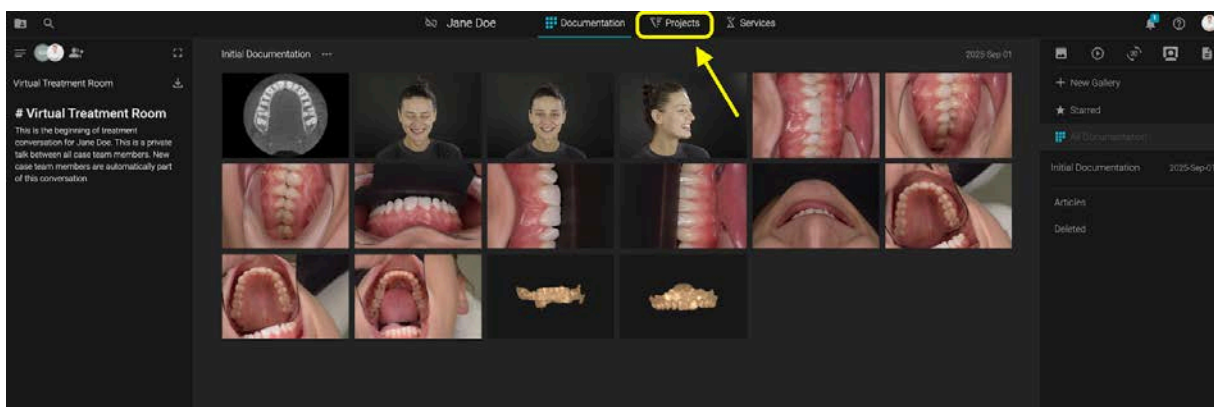 Jane Doe
Documentation
Projects
Services
Virtual Treatment Room
# Virtual Treatment Room
This is the beginning of treatment
conversation for Jane Doe. This is a private
talk between all case team members. New
case team members are automatically part
of this conversation
Initial Documentation ...
2025-Sep-01
+ New Gallery
Starred
All Documentation
Initial Documentation 2025-Sep-01
Articles
Deleted